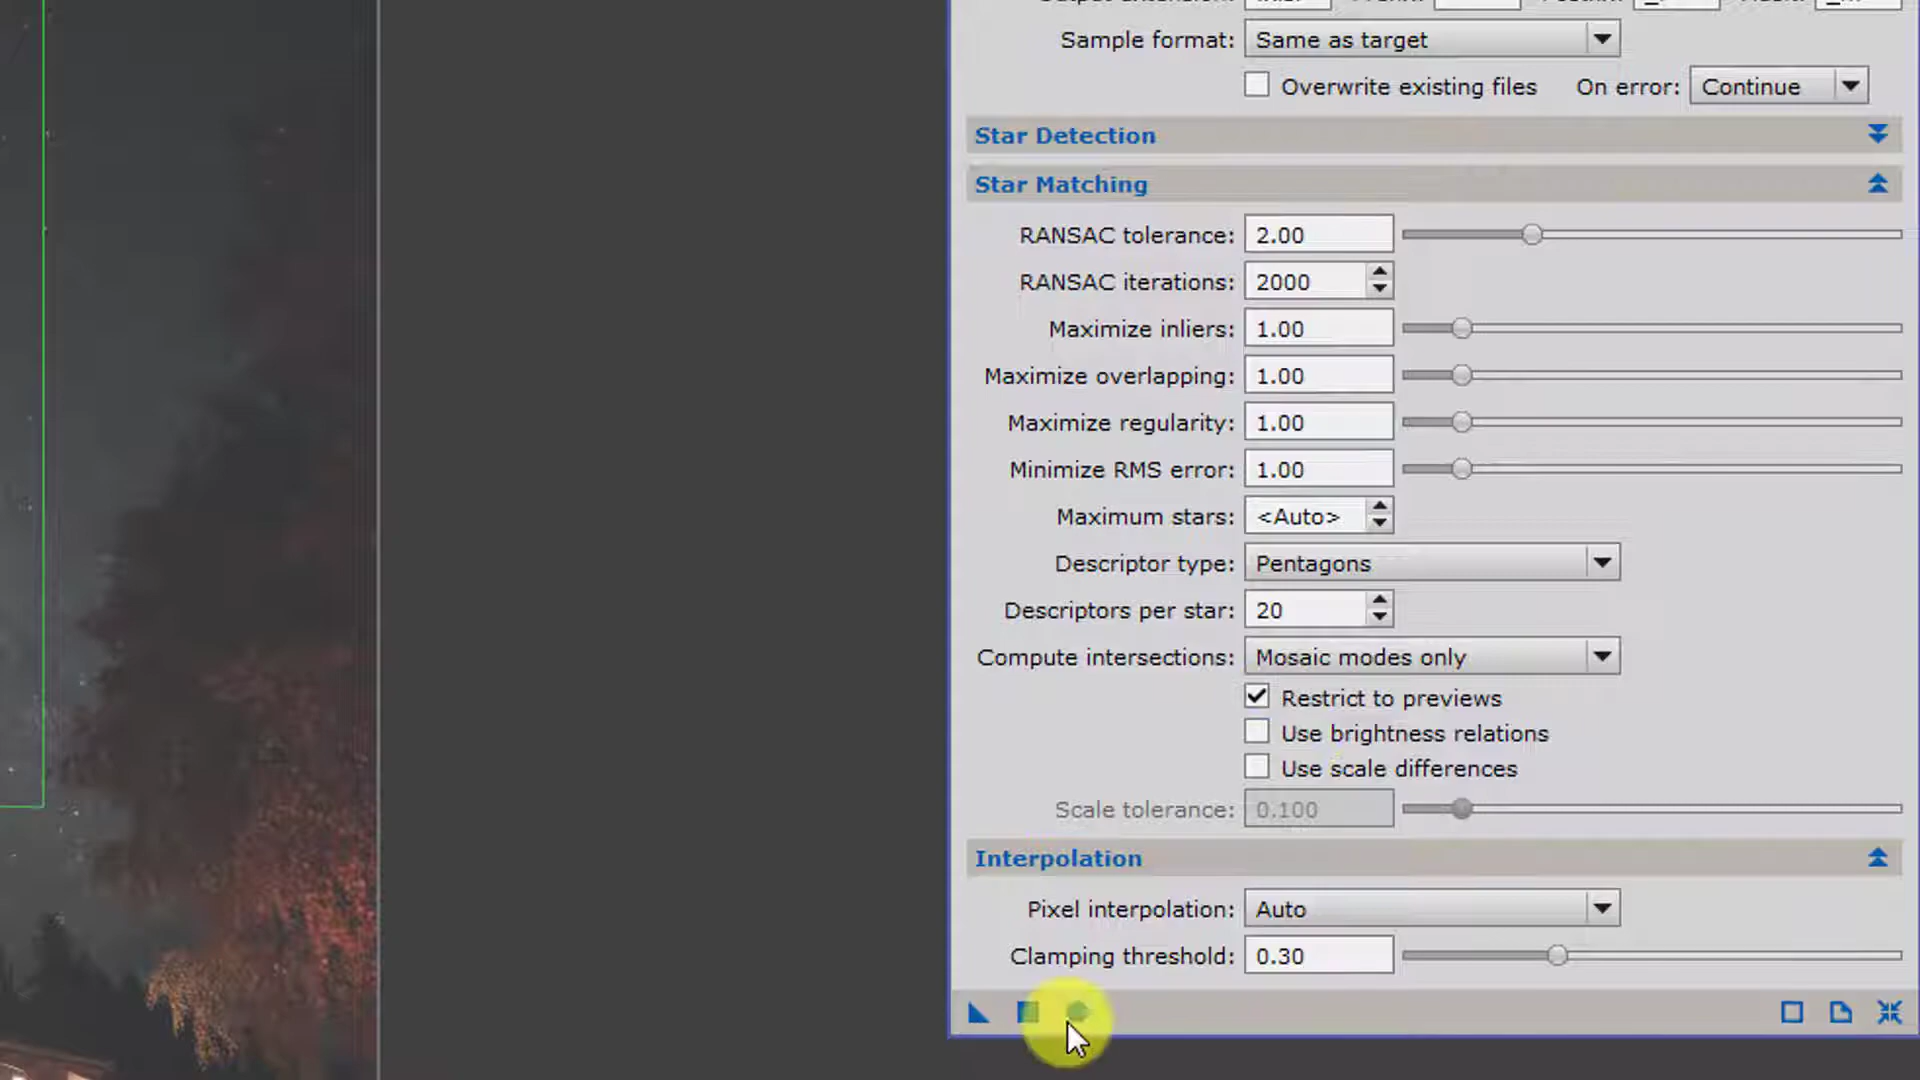 Sample format: Same as target
Overwrite existing files On error: Continue
Star Detection
Star Matching
RANSAC tolerance: 2.00
RANSAC iterations: 2000
Maximize inliers: 1.00
Maximize overlapping: 1.00
Maximize regularity: 1.00
Minimize RMS error: 1.00
Maximum stars: <Auto>
Descriptor type: Pentagons
Descriptors per star: 20
Compute intersections: Mosaic modes only
Restrict to previews
Use brightness relations
Use scale differences
Scale tolerance: 0.100
Interpolation
Pixel interpolation: Auto
Clamping threshold: 0.30